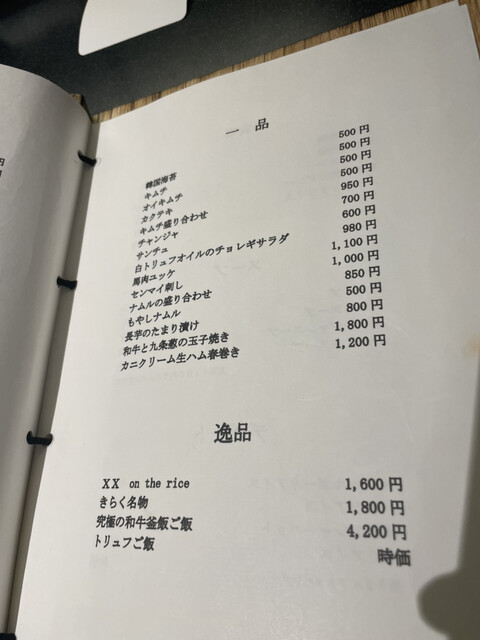 一品
韓国海苔 500円
キムチ 500円
オイキムチ 500円
カクテキ 500円
キムチ盛り合わせ 950円
チャンジャ 700円
サンチュ 600円
白トリュフオイルのチョレギサラダ 980円
馬肉ユッケ 1,100円
センマイ刺し 1,000円
ナムルの盛り合わせ 850円
もやしナムル 500円
長芋のたまり漬け 800円
和牛と九条葱の玉子焼き 1,800円
カニクリーム生ハム春巻き 1,200円
逸品
XX on the rice 1,600円
きらく名物 1,800円
究極の和牛釜飯ご飯 4,200円
トリュフご飯 時価